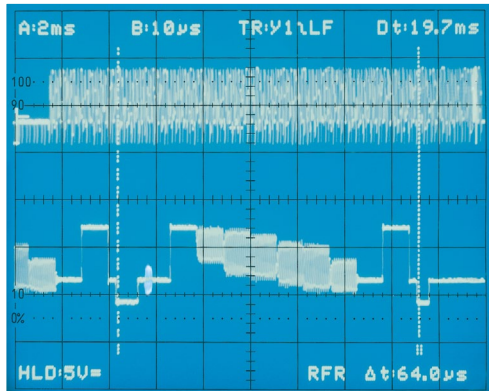 A:2ms B:10µs TR:Y1∿LF Dt:19.7ms
100
90
10
0%
HLD:5V= RFR Δt:64.0µs